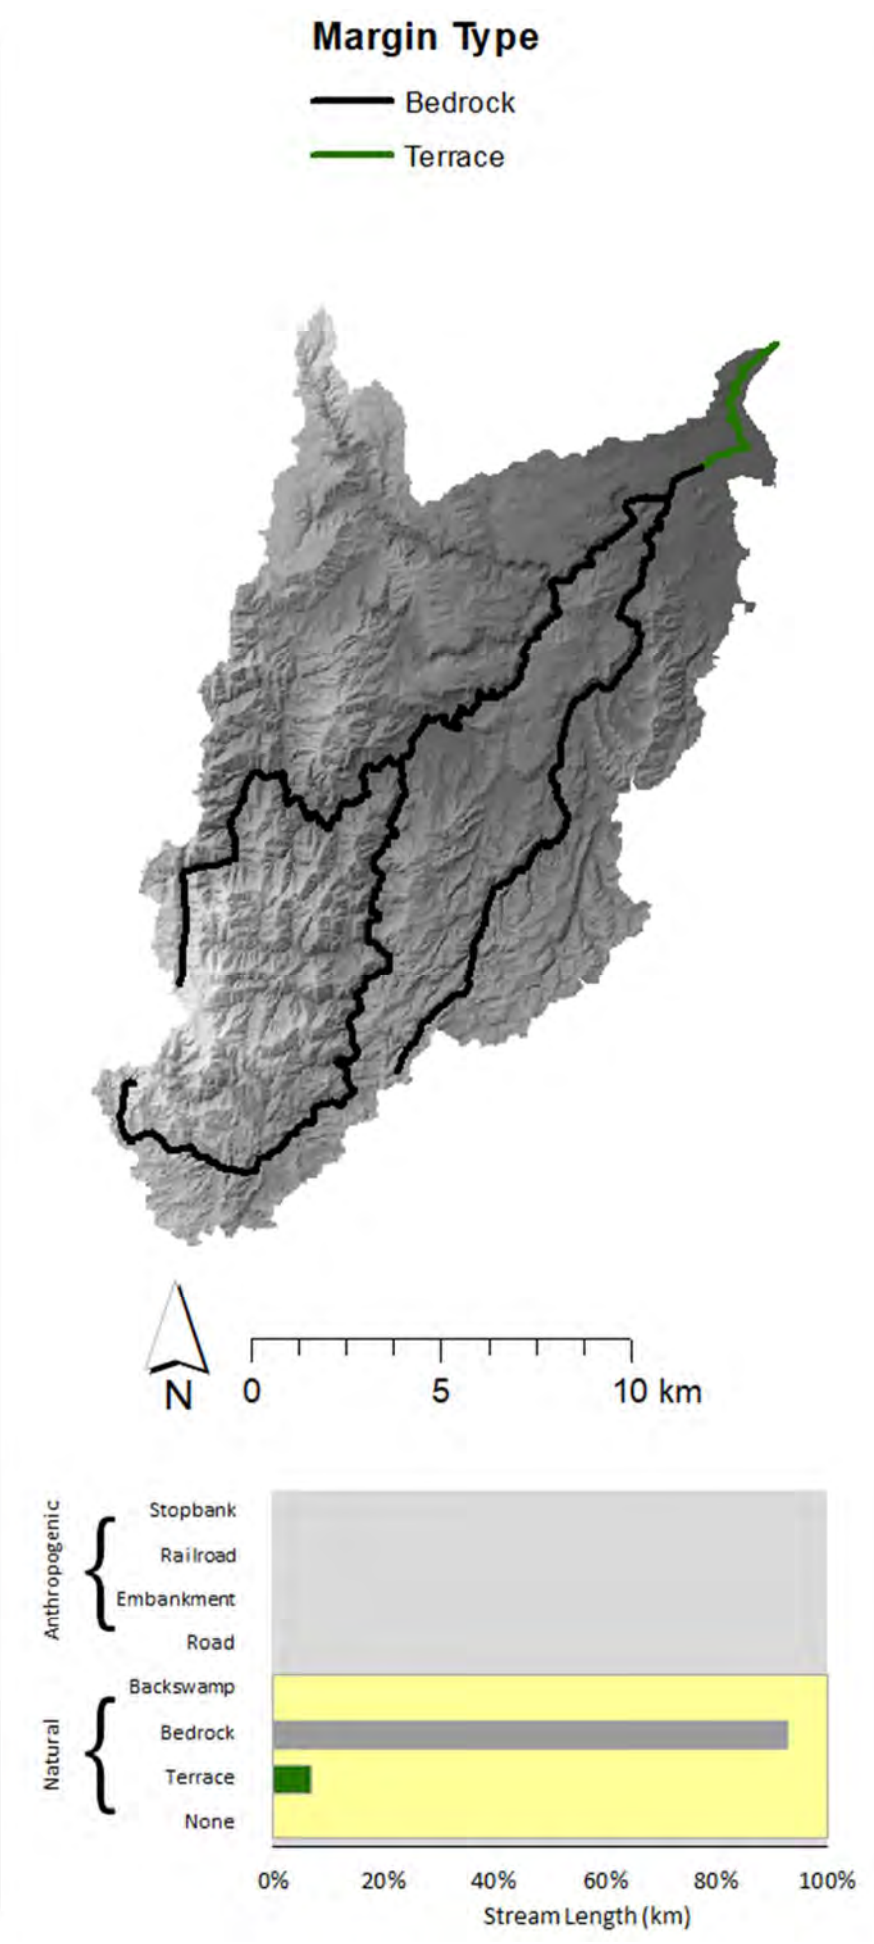 Margin Type
Bedrock
Terrace
N
0 5 10 km
Anthropogenic
Stopbank
Railroad
Embankment
Road
Natural
Backswamp
Bedrock
Terrace
None
0% 20% 40% 60% 80% 100%
Stream Length (km)